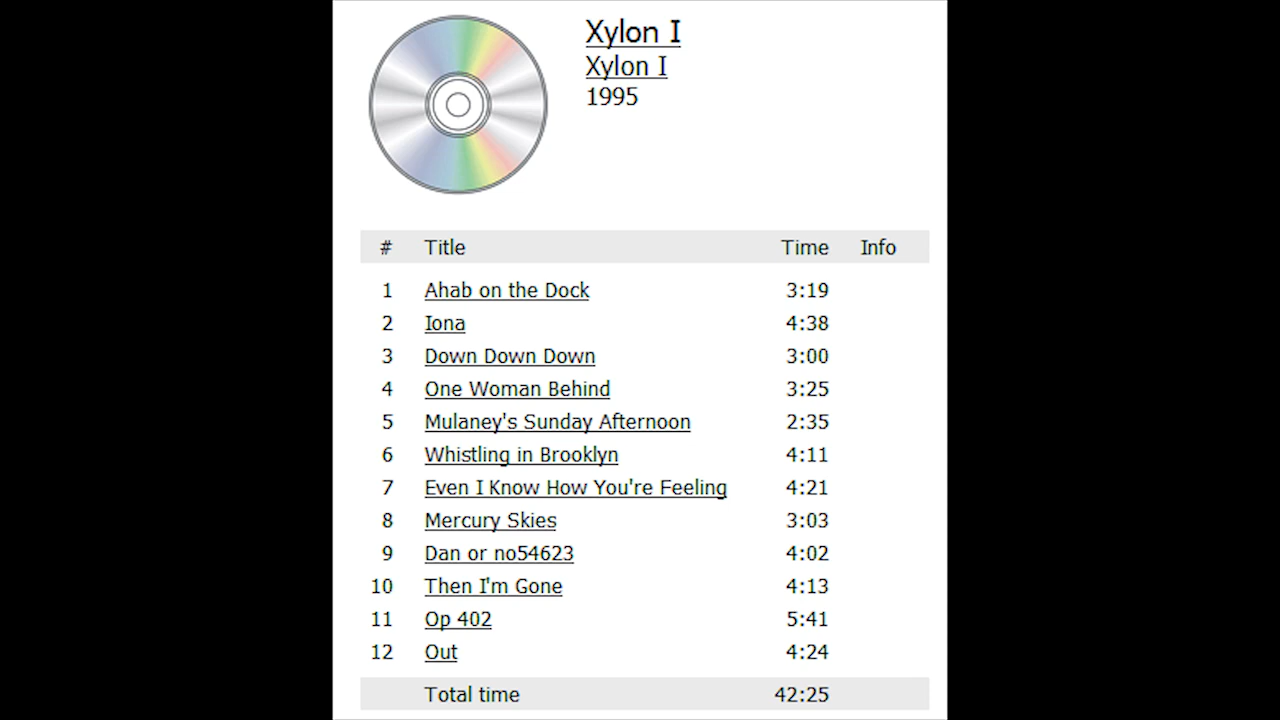 Xylon I
Xylon I
1995
# Title Time Info
1 Ahab on the Dock 3:19
2 Iona 4:38
3 Down Down Down 3:00
4 One Woman Behind 3:25
5 Mulaney's Sunday Afternoon 2:35
6 Whistling in Brooklyn 4:11
7 Even I Know How You're Feeling 4:21
8 Mercury Skies 3:03
9 Dan or no54623 4:02
10 Then I'm Gone 4:13
11 Op 402 5:41
12 Out 4:24
Total time 42:25